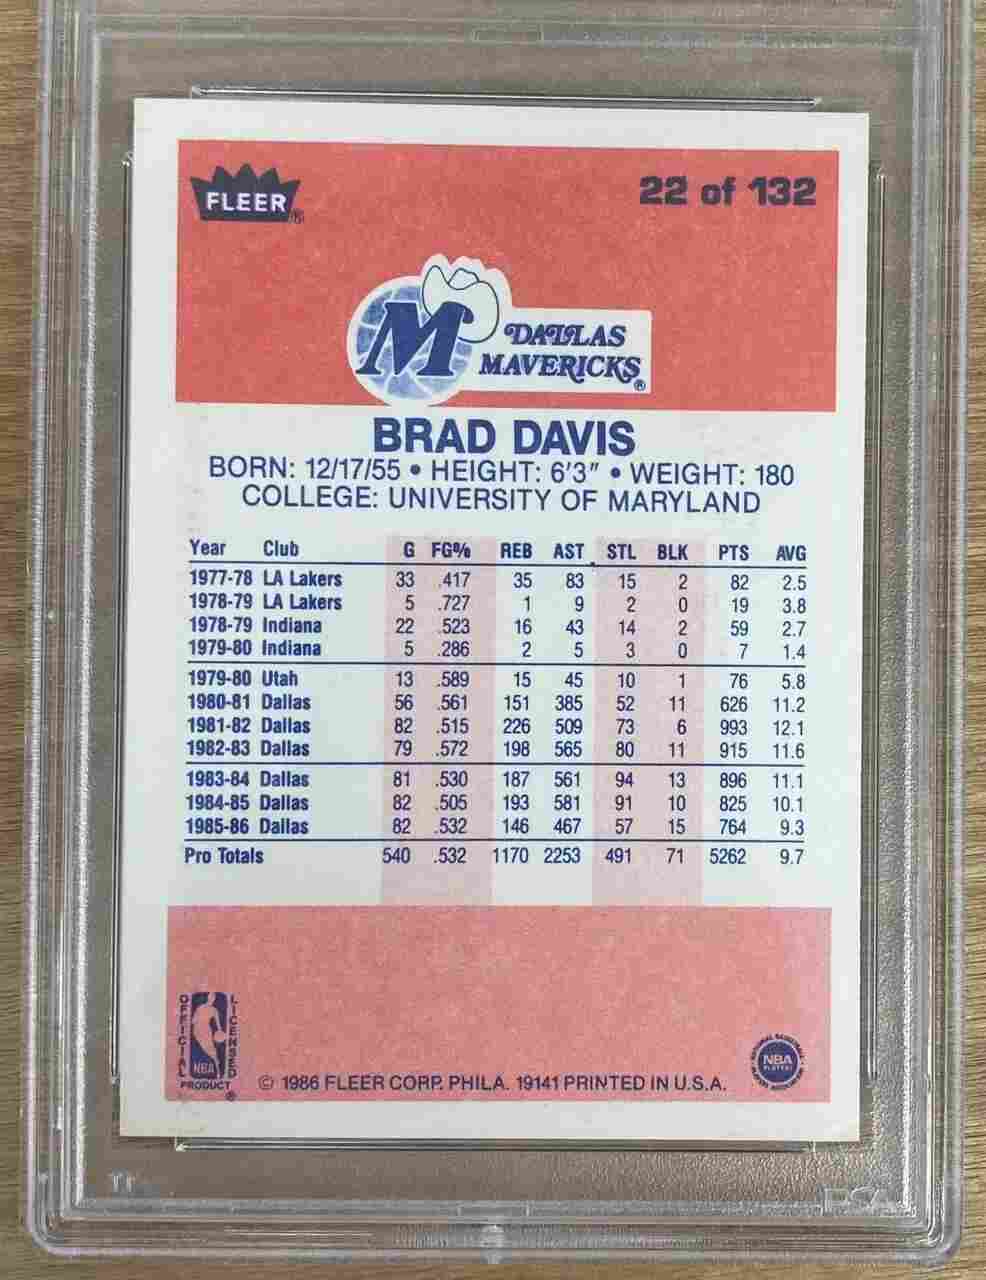 FLEER®
22 of 132
M DALLAS
MAVERICKS®
BRAD DAVIS
BORN: 12/17/55 • HEIGHT: 6'3" • WEIGHT: 180
COLLEGE: UNIVERSITY OF MARYLAND
Year Club G FG% REB AST STL BLK PTS AVG
1977-78 LA Lakers 33 .417 35 83 15 2 82 2.5
1978-79 LA Lakers 5 .727 1 9 2 0 19 3.8
1978-79 Indiana 22 .523 16 43 14 2 59 2.7
1979-80 Indiana 5 .286 2 5 3 0 7 1.4
1979-80 Utah 13 .589 15 45 10 1 76 5.8
1980-81 Dallas 56 .561 151 385 52 11 626 11.2
1981-82 Dallas 82 .515 226 509 73 6 993 12.1
1982-83 Dallas 79 .572 198 565 80 11 915 11.6
1983-84 Dallas 81 .530 187 561 94 13 896 11.1
1984-85 Dallas 82 .505 193 581 91 10 825 10.1
1985-86 Dallas 82 .532 146 467 57 15 764 9.3
Pro Totals 540 .532 1170 2253 491 71 5262 9.7
OFFICIAL LICENSED
NBA
PRODUCT ®
© 1986 FLEER CORP. PHILA. 19141 PRINTED IN U.S.A.
NATIONAL BASKETBALL
NBA
PLAYERS
PSA